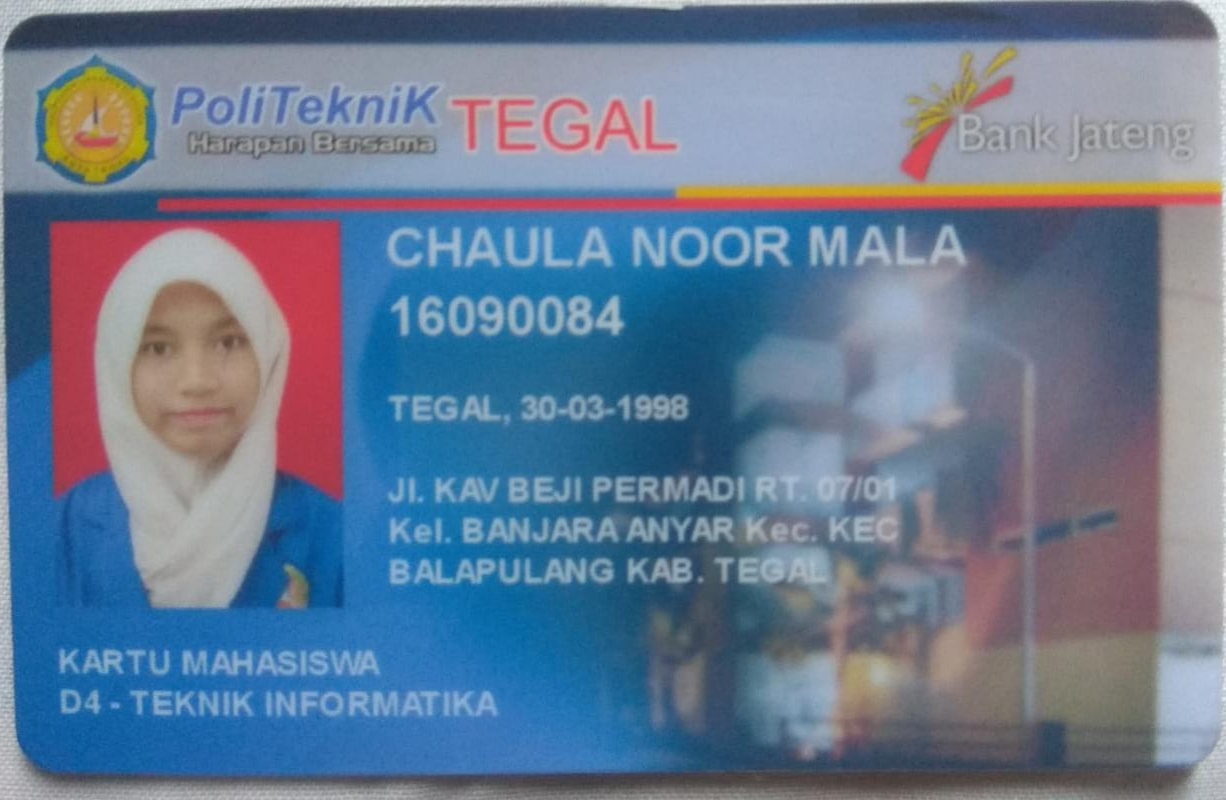 PoliTekniK TEGAL
Harapan Bersama
Bank Jateng
CHAULA NOOR MALA
16090084
TEGAL, 30-03-1998
Jl. KAV BEJI PERMADI RT. 07/01
Kel. BANJARA ANYAR Kec. KEC
BALAPULANG KAB. TEGAL
KARTU MAHASISWA
D4 - TEKNIK INFORMATIKA